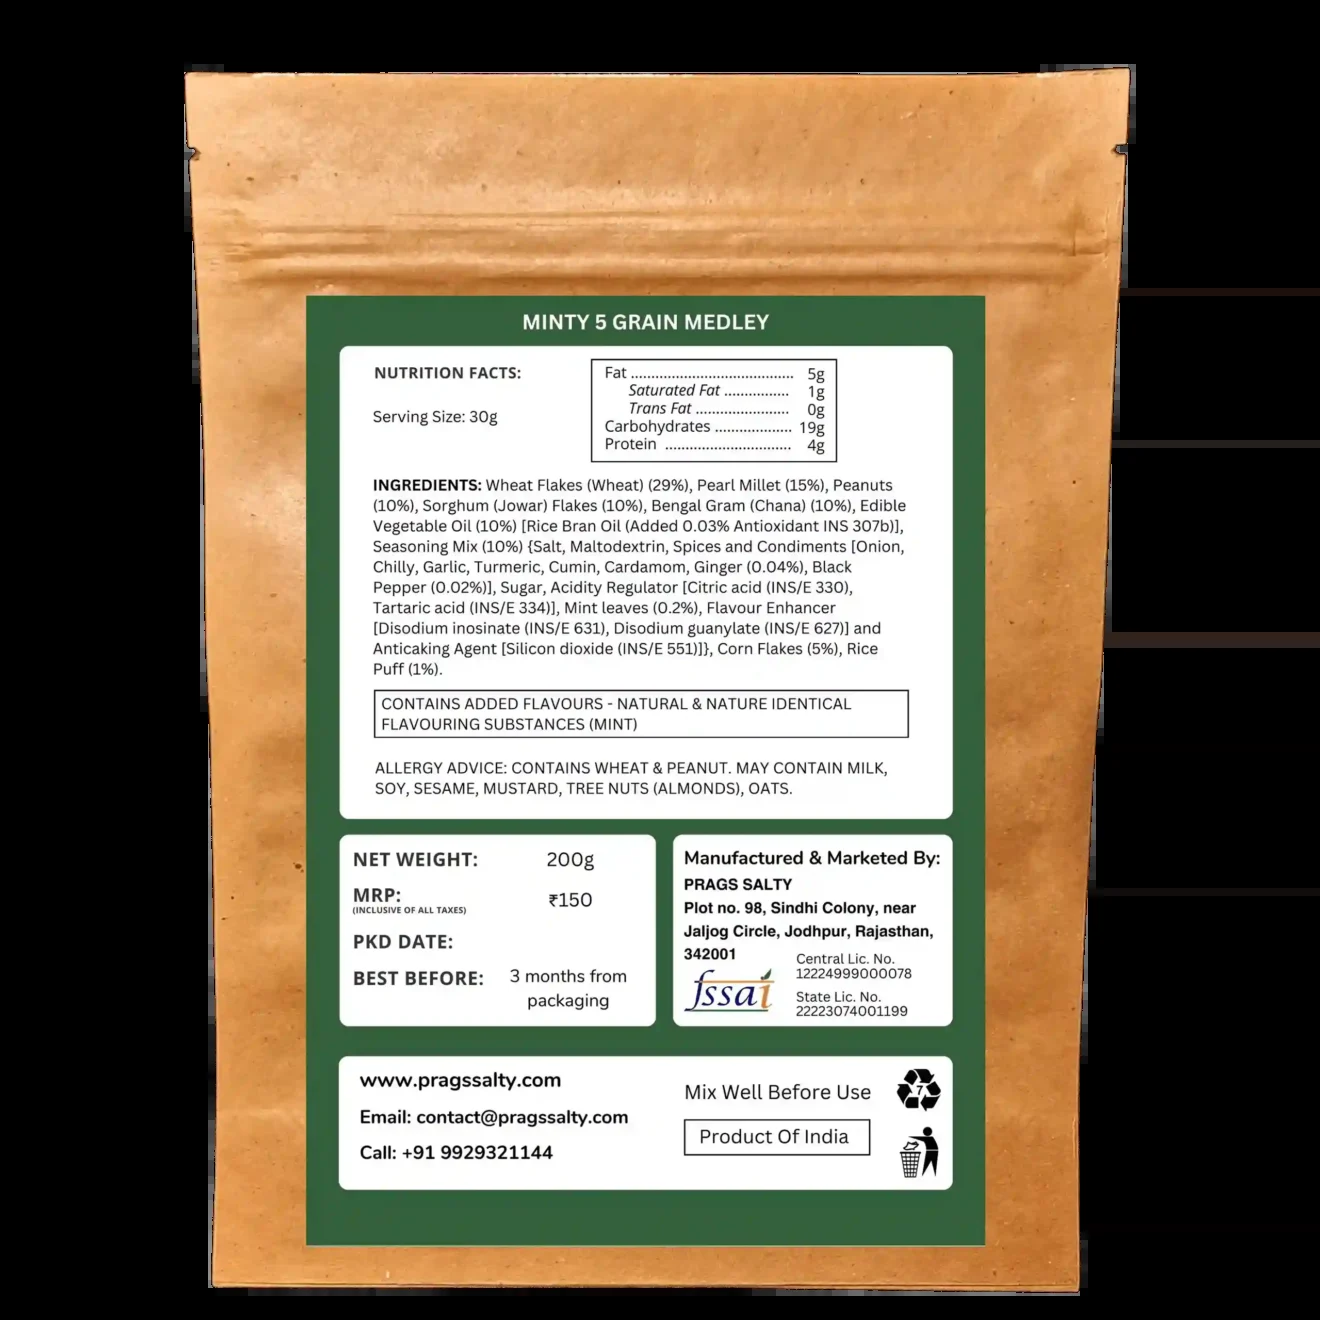 MINTY 5 GRAIN MEDLEY
NUTRITION FACTS:
Serving Size: 30g
Fat ........................................ 5g
Saturated Fat ................ 1g
Trans Fat ....................... 0g
Carbohydrates ................... 19g
Protein ............................... 4g
INGREDIENTS: Wheat Flakes (Wheat) (29%), Pearl Millet (15%), Peanuts
(10%), Sorghum (Jowar) Flakes (10%), Bengal Gram (Chana) (10%), Edible
Vegetable Oil (10%) [Rice Bran Oil (Added 0.03% Antioxidant INS 307b)],
Seasoning Mix (10%) {Salt, Maltodextrin, Spices and Condiments [Onion,
Chilly, Garlic, Turmeric, Cumin, Cardamom, Ginger (0.04%), Black
Pepper (0.02%)], Sugar, Acidity Regulator [Citric acid (INS/E 330),
Tartaric acid (INS/E 334)], Mint leaves (0.2%), Flavour Enhancer
[Disodium inosinate (INS/E 631), Disodium guanylate (INS/E 627)] and
Anticaking Agent [Silicon dioxide (INS/E 551)]}, Corn Flakes (5%), Rice
Puff (1%).
CONTAINS ADDED FLAVOURS - NATURAL & NATURE IDENTICAL
FLAVOURING SUBSTANCES (MINT)
ALLERGY ADVICE: CONTAINS WHEAT & PEANUT. MAY CONTAIN MILK,
SOY, SESAME, MUSTARD, TREE NUTS (ALMONDS), OATS.
NET WEIGHT: 200g
MRP: ₹150
(INCLUSIVE OF ALL TAXES)
PKD DATE:
BEST BEFORE: 3 months from
packaging
Manufactured & Marketed By:
PRAGS SALTY
Plot no. 98, Sindhi Colony, near
Jaljog Circle, Jodhpur, Rajasthan,
342001
fssai
Central Lic. No.
12224999000078
State Lic. No.
22223074001199
www.pragssalty.com
Email: contact@pragssalty.com
Call: +91 9929321144
Mix Well Before Use
Product Of India
7